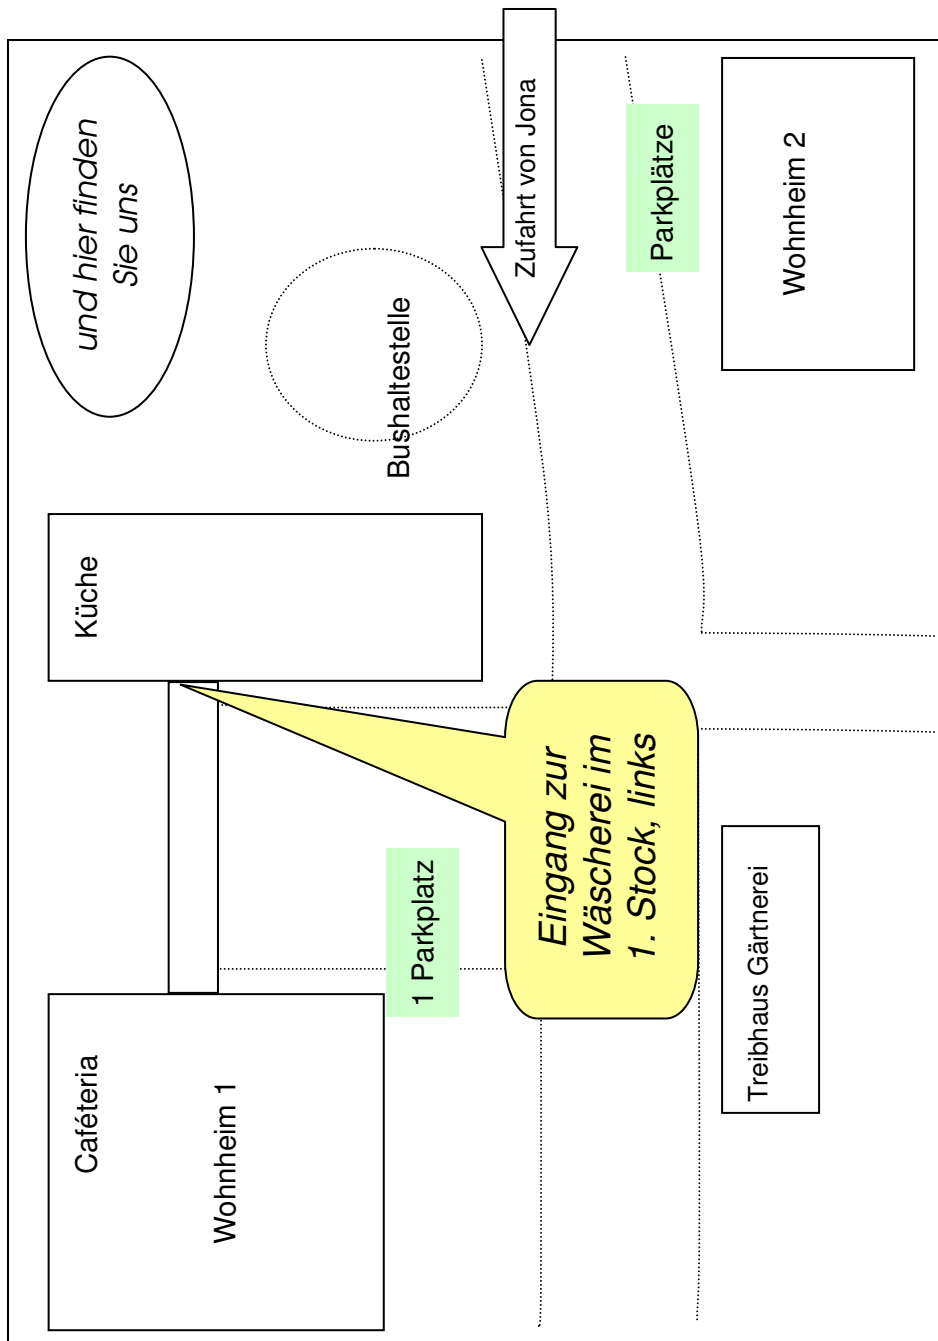 Caféteria
Wohnheim 1
Küche
und hier finden
Sie uns
Bushaltestelle
1 Parkplatz
Zufahrt von Jona
Eingang zur
Wäscherei im
1. Stock, links
Parkplätze
Treibhaus Gärtnerei
Wohnheim 2